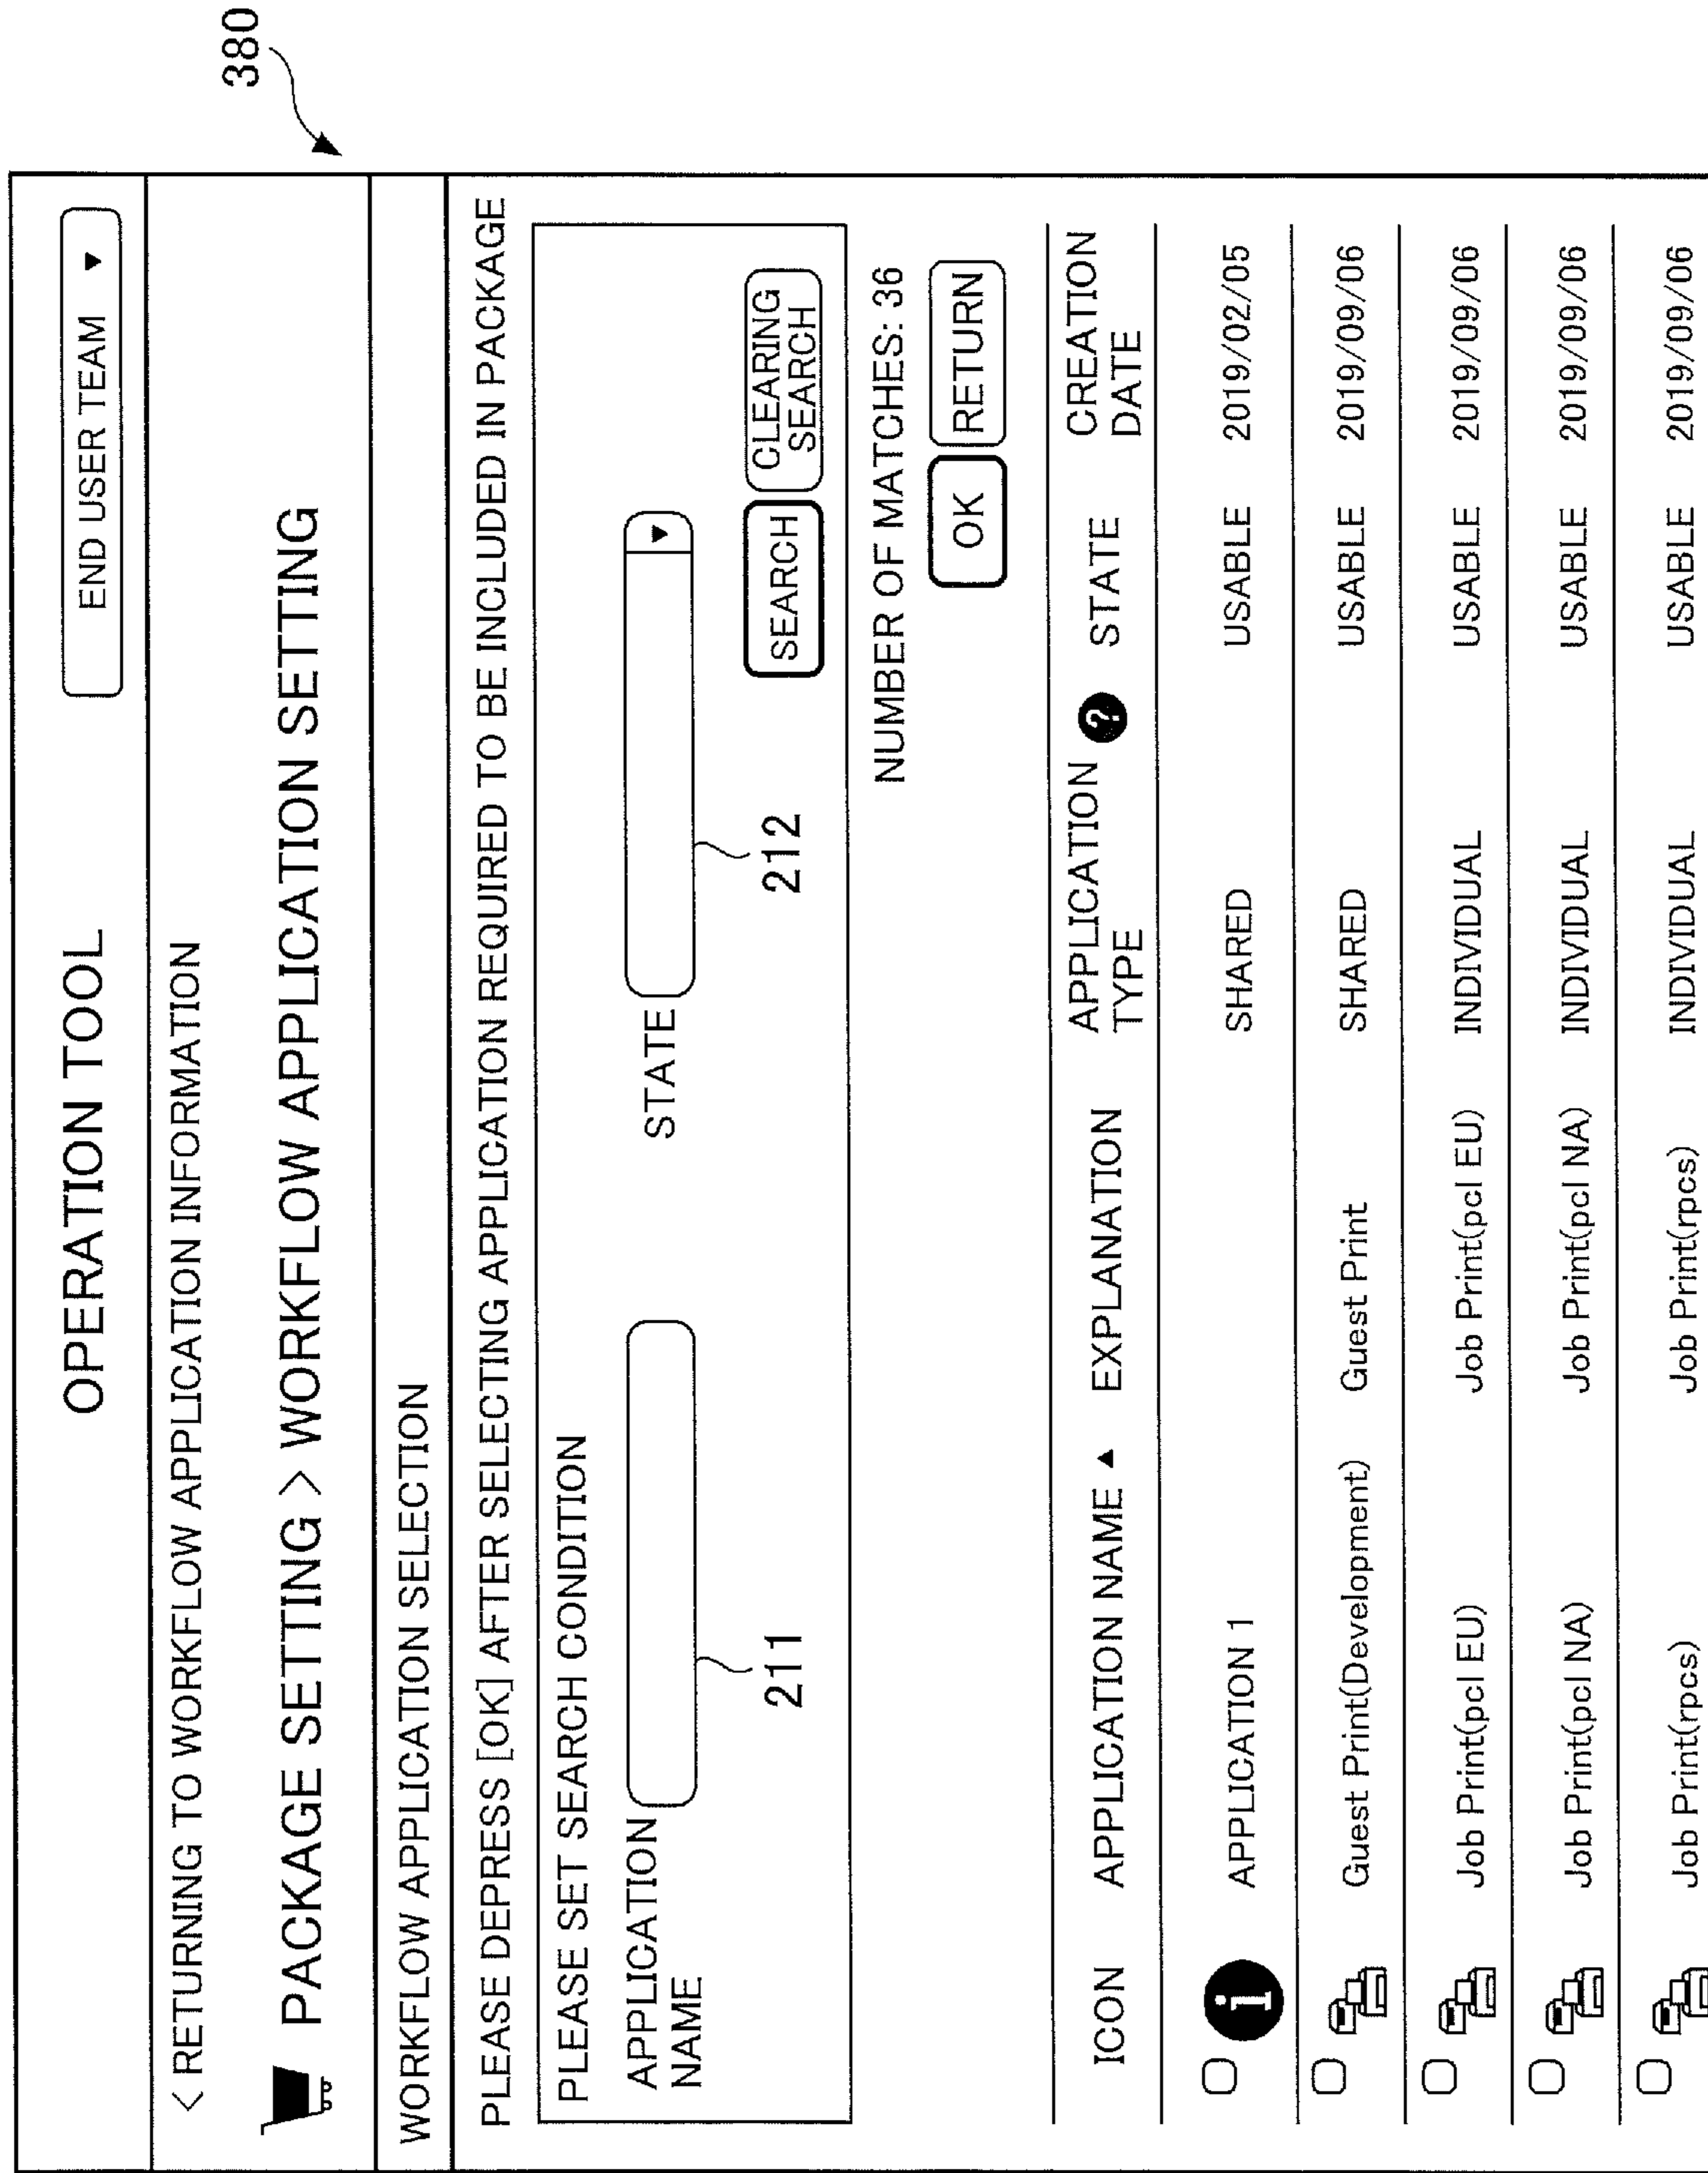 380
OPERATION TOOL
END USER TEAM ▼
< RETURNING TO WORKFLOW APPLICATION INFORMATION
PACKAGE SETTING > WORKFLOW APPLICATION SETTING
WORKFLOW APPLICATION SELECTION
PLEASE DEPRESS [OK] AFTER SELECTING APPLICATION REQUIRED TO BE INCLUDED IN PACKAGE
PLEASE SET SEARCH CONDITION
APPLICATION
NAME
211
STATE ▼
212
SEARCH
CLEARING
SEARCH
NUMBER OF MATCHES: 36
OK RETURN
ICON APPLICATION NAME ▲ EXPLANATION APPLICATION TYPE ? STATE CREATION DATE
i APPLICATION 1 SHARED USABLE 2019/02/05
Guest Print(Development) Guest Print SHARED USABLE 2019/09/06
Job Print(pcl EU) Job Print(pcl EU) INDIVIDUAL USABLE 2019/09/06
Job Print(pcl NA) Job Print(pcl NA) INDIVIDUAL USABLE 2019/09/06
Job Print(rpcs) Job Print(rpcs) INDIVIDUAL USABLE 2019/09/06